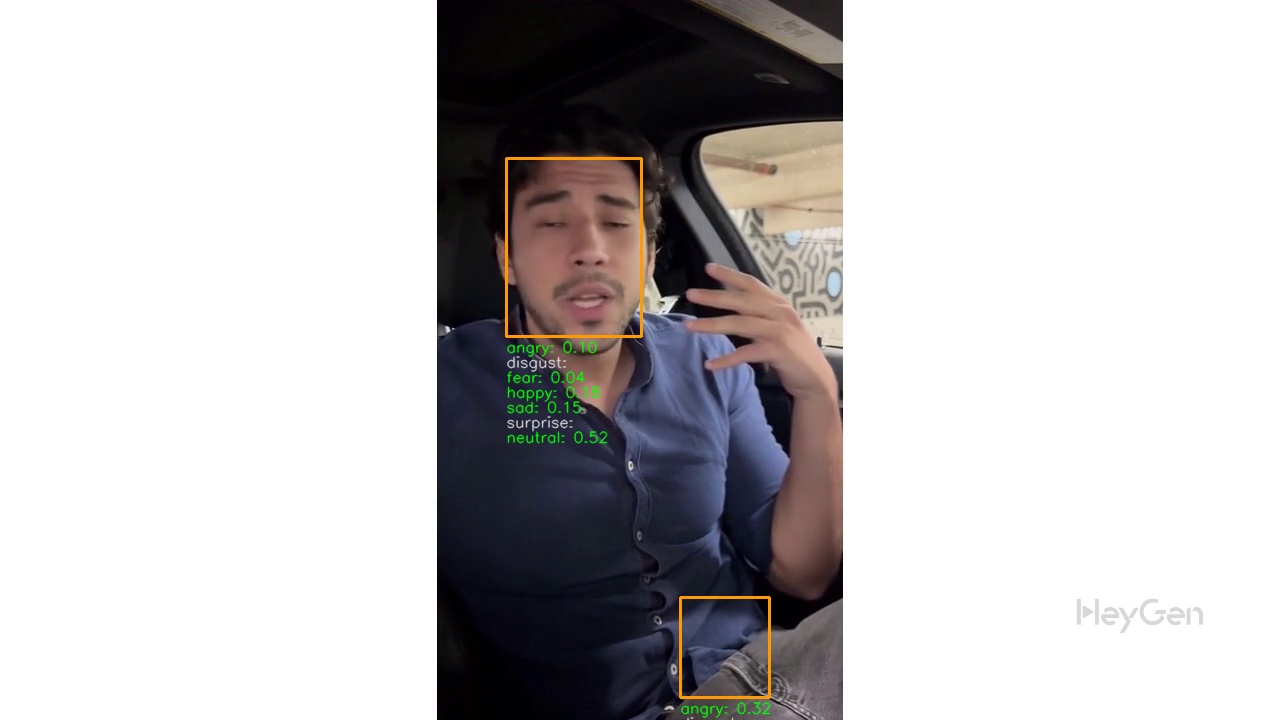 angry: 0.10
disgust:
fear: 0.04
happy: 0.18
sad: 0.15
surprise:
neutral: 0.52
HeyGen
angry: 0.32